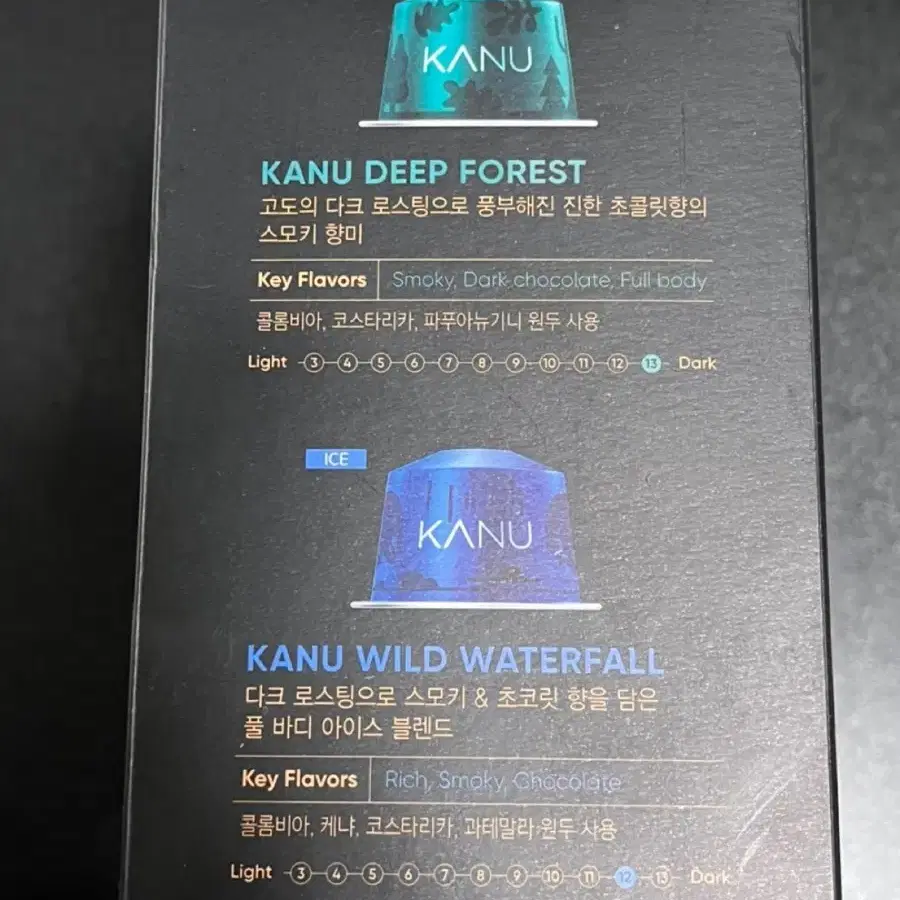 KANU
KANU DEEP FOREST
고도의 다크 로스팅으로 풍부해진 진한 초콜릿향의
스모키 향미
Key Flavors Smoky, Dark chocolate, Full body
콜롬비아, 코스타리카, 파푸아뉴기니 원두 사용
Light 3 4 5 6 7 8 9 10 11 12 13 Dark
ICE
KANU
KANU WILD WATERFALL
다크 로스팅으로 스모키 & 초코릿 향을 담은
풀 바디 아이스 블렌드
Key Flavors Rich, Smoky, Chocolate
콜롬비아, 케냐, 코스타리카, 과테말라 원두 사용
Light 3 4 5 6 7 8 9 10 11 12 13 Dark